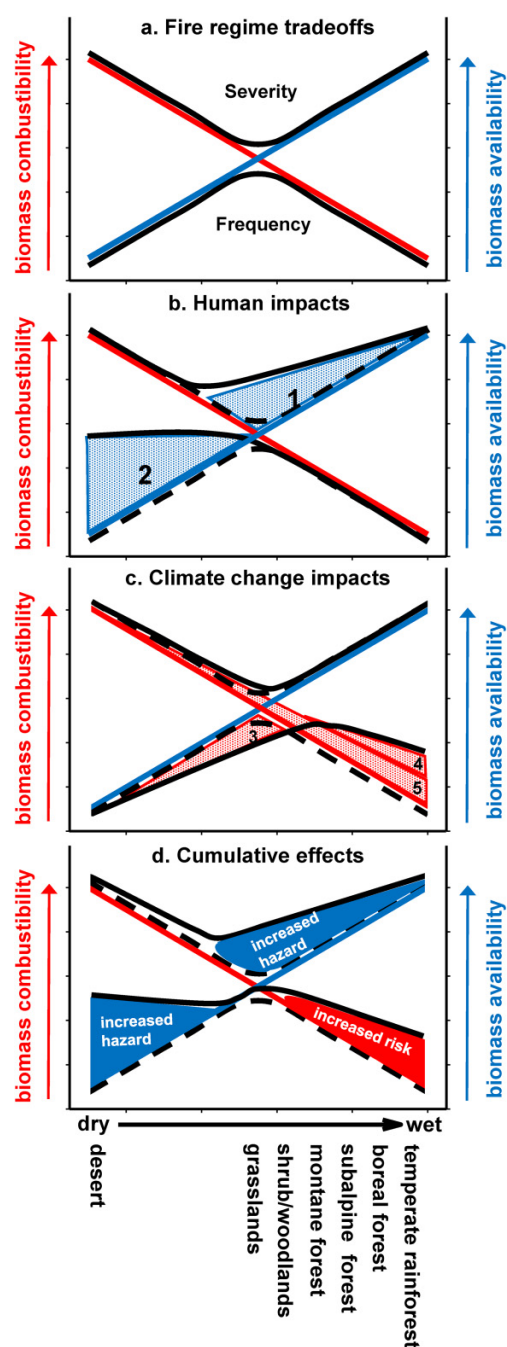 a. Fire regime tradeoffs
biomass combustibility
Severity
Frequency
biomass availability
b. Human impacts
biomass combustibility
1
2
biomass availability
c. Climate change impacts
biomass combustibility
3
4
5
biomass availability
d. Cumulative effects
biomass combustibility
increased
hazard
increased
hazard
increased risk
biomass availability
dry
wet
desert
grasslands
shrub/woodlands
montane forest
subalpine forest
boreal forest
temperate rainforest